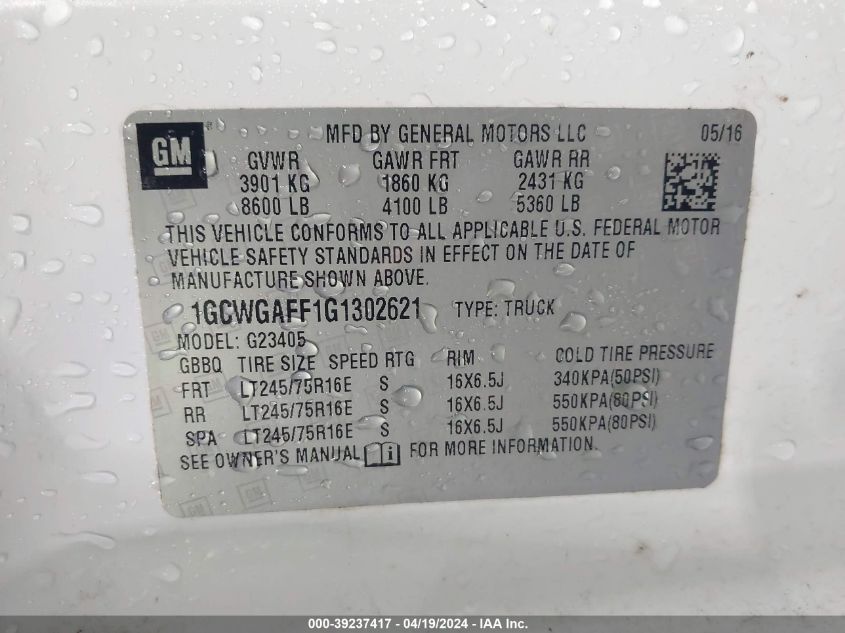 GM ® MFD BY GENERAL MOTORS LLC 05/16
GVWR GAWR FRT GAWR RR
3901 KG 1860 KG 2431 KG
8600 LB 4100 LB 5360 LB
THIS VEHICLE CONFORMS TO ALL APPLICABLE U.S. FEDERAL MOTOR
VEHICLE SAFETY STANDARDS IN EFFECT ON THE DATE OF
MANUFACTURE SHOWN ABOVE.
1GCWGAFF1G1302621 TYPE: TRUCK
MODEL: G23405
GBBQ TIRE SIZE SPEED RTG RIM COLD TIRE PRESSURE
FRT LT245/75R16E S 16X6.5J 340KPA(50PSI)
RR LT245/75R16E S 16X6.5J 550KPA(80PSI)
SPA LT245/75R16E S 16X6.5J 550KPA(80PSI)
SEE OWNER'S MANUAL i FOR MORE INFORMATION.
000-39237417 - 04/19/2024 - IAA Inc.